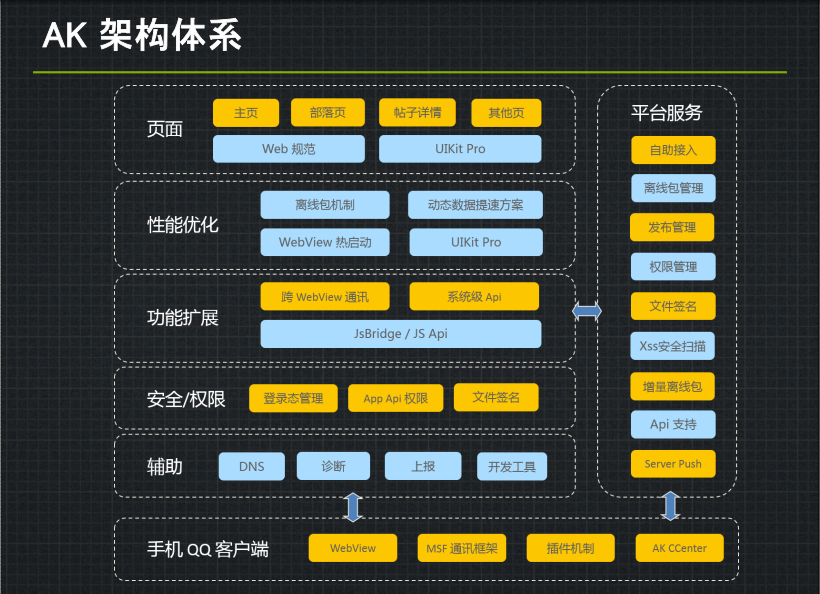 AK 架构体系
页面
主页
部落页
帖子详情
其他页
Web 规范
UIKit Pro
性能优化
离线包机制
动态数据提速方案
WebView 热启动
UIKit Pro
功能扩展
跨 WebView 通讯
系统级 Api
JsBridge / JS Api
安全/权限
登录态管理
App Api 权限
文件签名
辅助
DNS
诊断
上报
开发工具
平台服务
自助接入
离线包管理
发布管理
权限管理
文件签名
Xss安全扫描
增量离线包
Api 支持
Server Push
手机 QQ 客户端
WebView
MSF 通讯框架
插件机制
AK CCenter